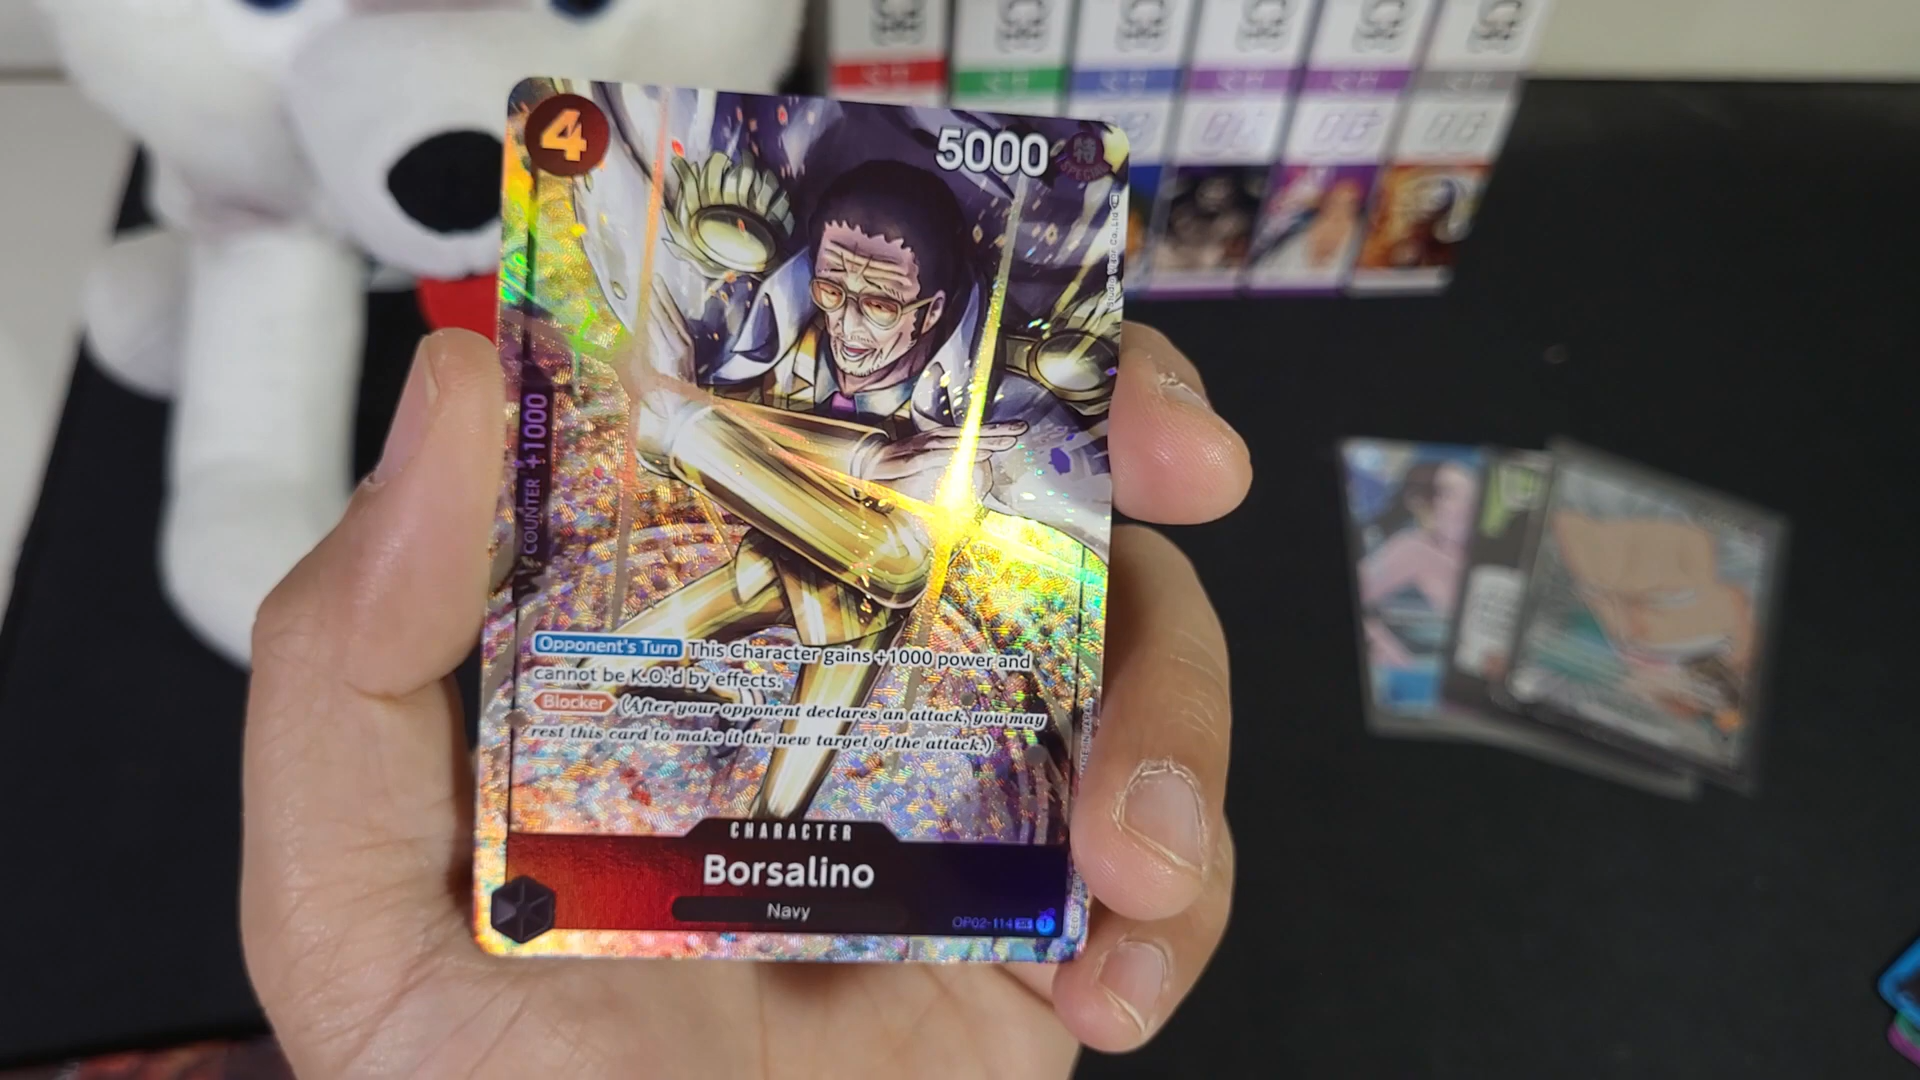 4
5000
特
SPECIAL
COUNTER +1000
Opponent's Turn This Character gains +1000 power and
cannot be K.O.'d by effects.
Blocker (After your opponent declares an attack, you may
rest this card to make it the new target of the attack.)
CHARACTER
Borsalino
Navy
OP02-114